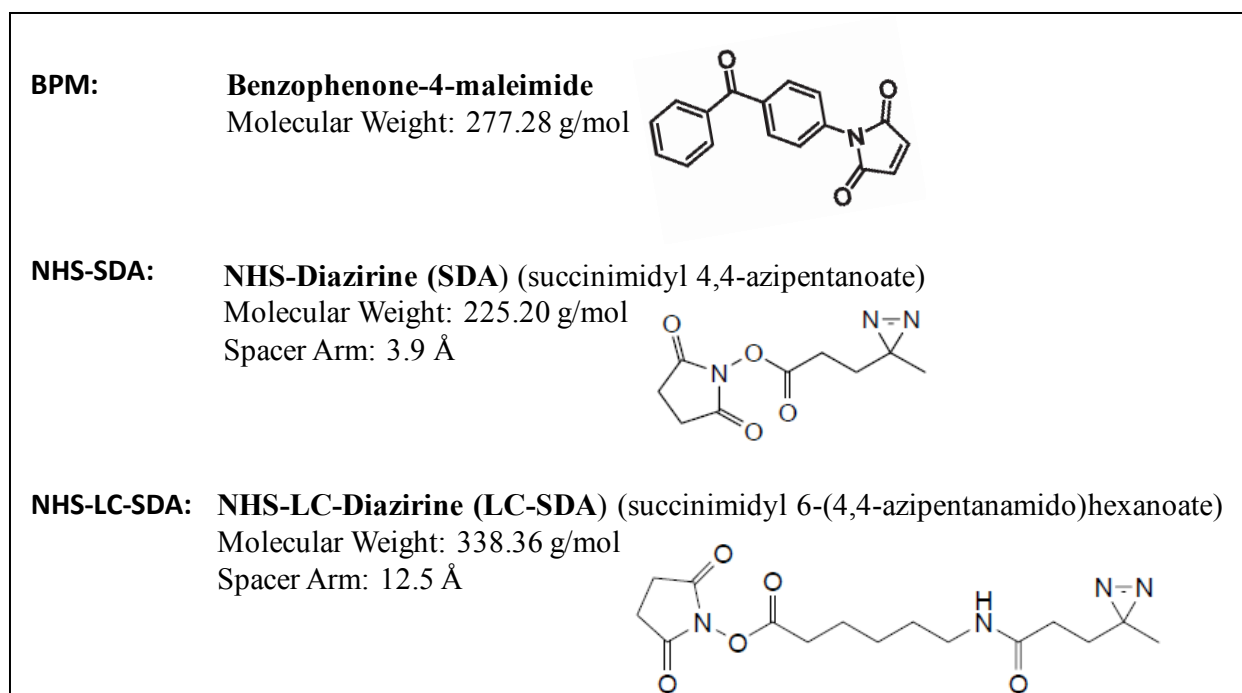 BPM: Benzophenone-4-maleimide
Molecular Weight: 277.28 g/mol
O
O
N
O
NHS-SDA: NHS-Diazirine (SDA) (succinimidyl 4,4-azipentanoate)
Molecular Weight: 225.20 g/mol
Spacer Arm: 3.9 Å
O
O
N
N=N
O
O
NHS-LC-SDA: NHS-LC-Diazirine (LC-SDA) (succinimidyl 6-(4,4-azipentanamido)hexanoate)
Molecular Weight: 338.36 g/mol
Spacer Arm: 12.5 Å
O
O
H
N=N
N
O
N
O
O